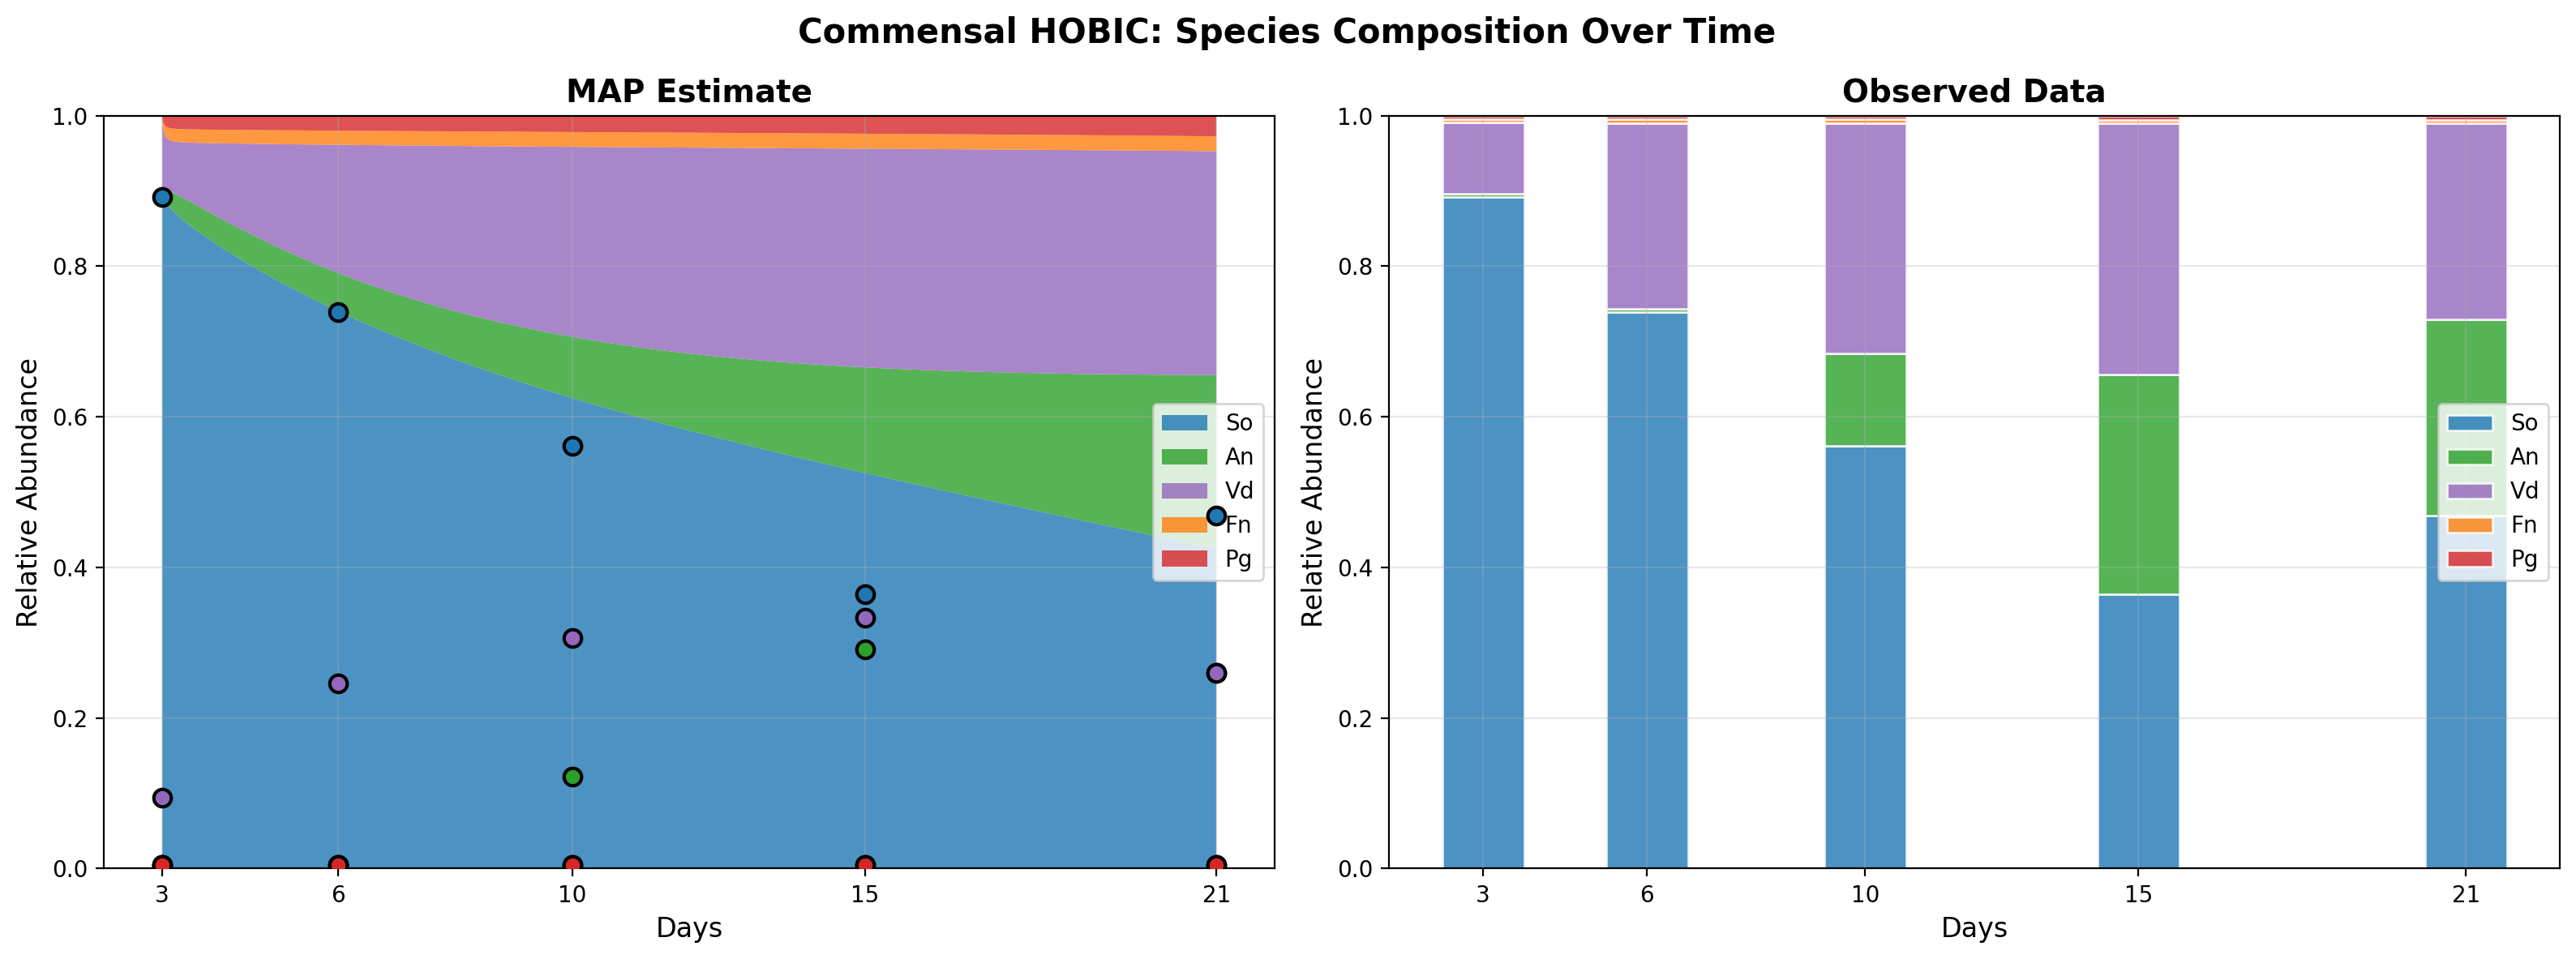 Commensal HOBIC: Species Composition Over Time
MAP Estimate
1.0
0.8
0.6
0.4
0.2
0.0
Relative Abundance
3
6
10
15
21
Days
So
An
Vd
Fn
Pg
Observed Data
1.0
0.8
0.6
0.4
0.2
0.0
Relative Abundance
3
6
10
15
21
Days
So
An
Vd
Fn
Pg